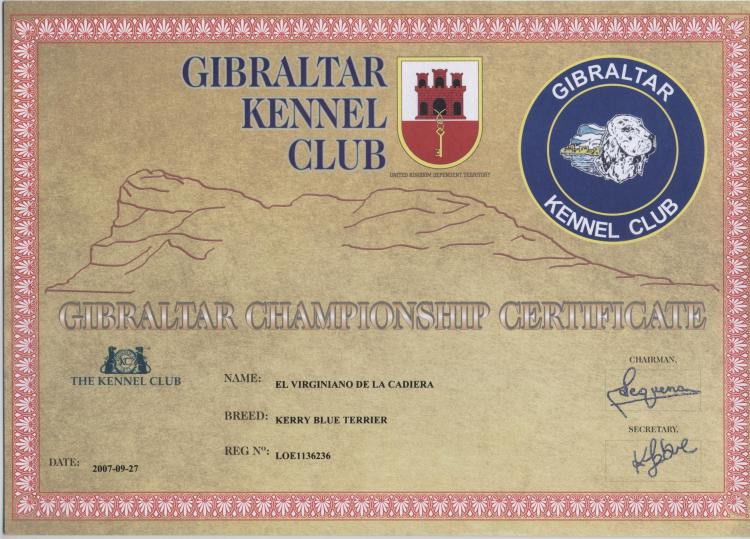 GIBRALTAR
KENNEL
CLUB
UNITED KINGDOM DEPENDENT TERRITORY
GIBRALTAR
KENNEL CLUB
GIBRALTAR CHAMPIONSHIP CERTIFICATE
THE KENNEL CLUB
NAME: EL VIRGINIANO DE LA CADIERA
BREED: KERRY BLUE TERRIER
REG Nº: LOE1136236
DATE: 2007-09-27
CHAIRMAN,
SECRETARY,